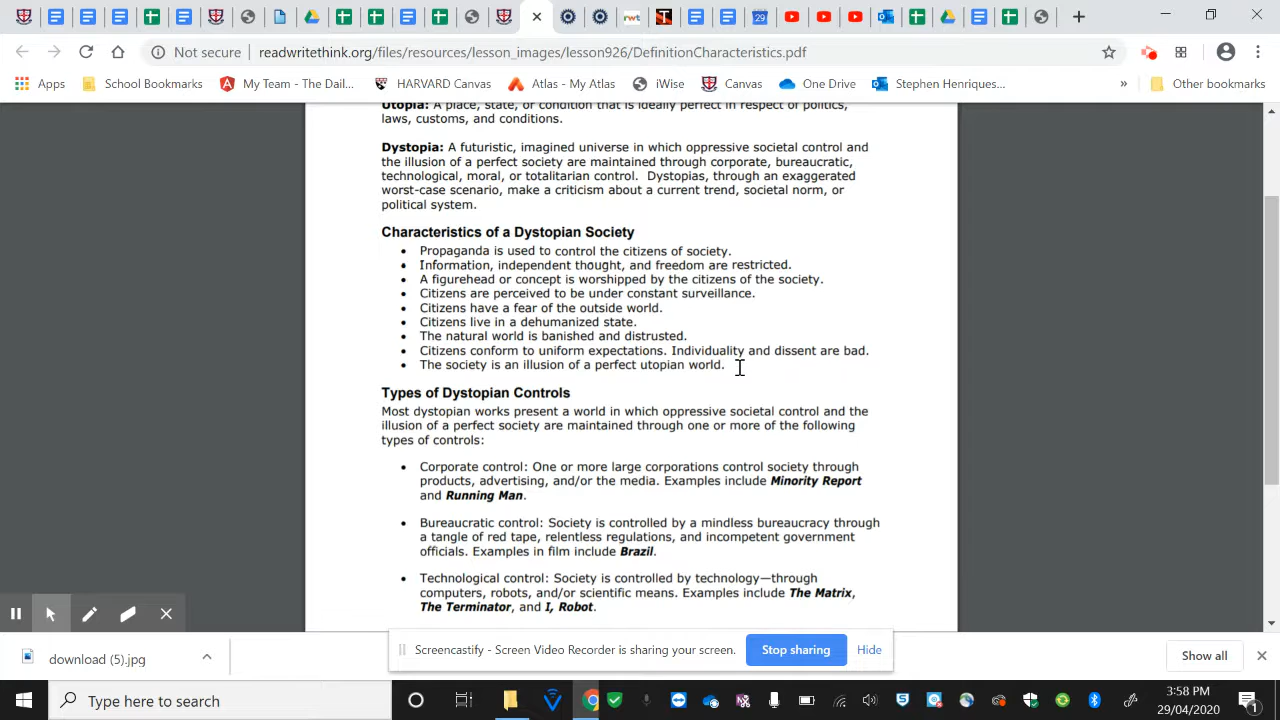 Not secure
readwritethink.org/files/resources/lesson_images/lesson926/DefinitionCharacteristics.pdf
Apps
School Bookmarks
My Team - The Dail...
HARVARD Canvas
Atlas - My Atlas
iWise
Canvas
One Drive
Stephen Henriques...
»
Other bookmarks
Utopia: A place, state, or condition that is ideally perfect in respect of politics,
laws, customs, and conditions.
Dystopia: A futuristic, imagined universe in which oppressive societal control and
the illusion of a perfect society are maintained through corporate, bureaucratic,
technological, moral, or totalitarian control. Dystopias, through an exaggerated
worst-case scenario, make a criticism about a current trend, societal norm, or
political system.
Characteristics of a Dystopian Society
• Propaganda is used to control the citizens of society.
• Information, independent thought, and freedom are restricted.
• A figurehead or concept is worshipped by the citizens of the society.
• Citizens are perceived to be under constant surveillance.
• Citizens have a fear of the outside world.
• Citizens live in a dehumanized state.
• The natural world is banished and distrusted.
• Citizens conform to uniform expectations. Individuality and dissent are bad.
• The society is an illusion of a perfect utopian world.
Types of Dystopian Controls
Most dystopian works present a world in which oppressive societal control and the
illusion of a perfect society are maintained through one or more of the following
types of controls:
• Corporate control: One or more large corporations control society through
products, advertising, and/or the media. Examples include Minority Report
and Running Man.
• Bureaucratic control: Society is controlled by a mindless bureaucracy through
a tangle of red tape, relentless regulations, and incompetent government
officials. Examples in film include Brazil.
• Technological control: Society is controlled by technology—through
computers, robots, and/or scientific means. Examples include The Matrix,
The Terminator, and I, Robot.
Screencastify - Screen Video Recorder is sharing your screen.
Stop sharing
Hide
download (5).jpg
Show all
Type here to search
3:58 PM
29/04/2020